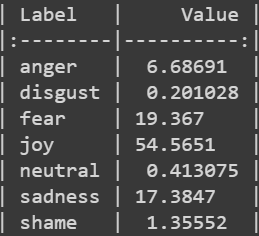 | Label    |     Value |
|:---------|----------:|
| anger    |  6.68691  |
| disgust  |  0.201028 |
| fear     | 19.367    |
| joy      | 54.5651   |
| neutral  |  0.413075 |
| sadness  | 17.3847   |
| shame    |  1.35552  |